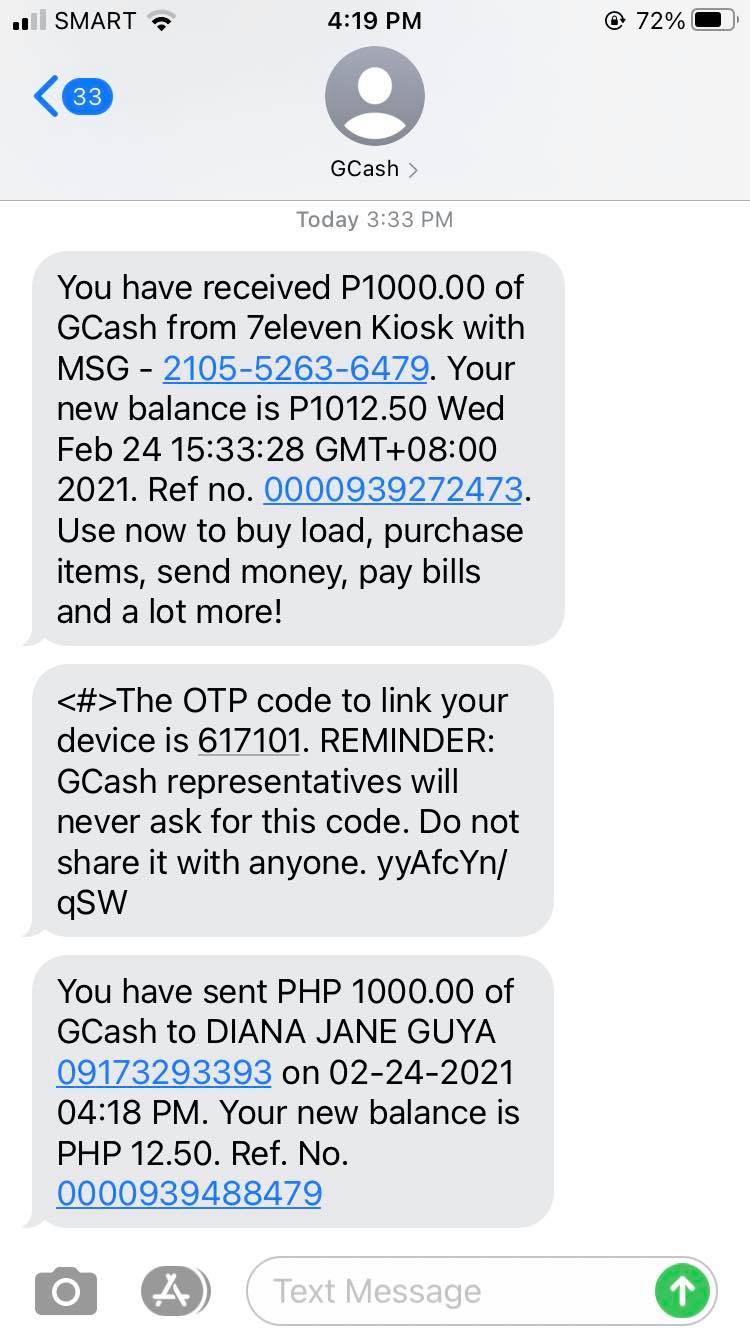 SMART 4:19 PM 72%
33
GCash
Today 3:33 PM
You have received P1000.00 of
GCash from 7eleven Kiosk with
MSG - 2105-5263-6479. Your
new balance is P1012.50 Wed
Feb 24 15:33:28 GMT+08:00
2021. Ref no. 0000939272473.
Use now to buy load, purchase
items, send money, pay bills
and a lot more!
<#>The OTP code to link your
device is 617101. REMINDER:
GCash representatives will
never ask for this code. Do not
share it with anyone. yyAfcYn/
qSW
You have sent PHP 1000.00 of
GCash to DIANA JANE GUYA
09173293393 on 02-24-2021
04:18 PM. Your new balance is
PHP 12.50. Ref. No.
0000939488479
Text Message